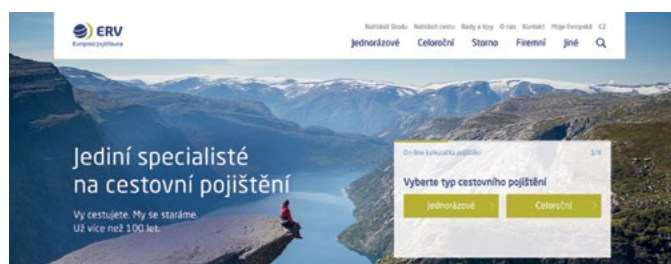 ERV
Evropská pojišťovna
Nahlásit škodu Nahlásit cestu Rady a tipy O nás Kontakt Moje Evropská CZ
Jednorázové Celoroční Storno Firemní Jiné
Jediní specialisté
na cestovní pojištění
Vy cestujete. My se staráme.
Už více než 100 let.
On-line kalkulačka pojištění 1/4
Vyberte typ cestovního pojištění
Jednorázové Celoroční